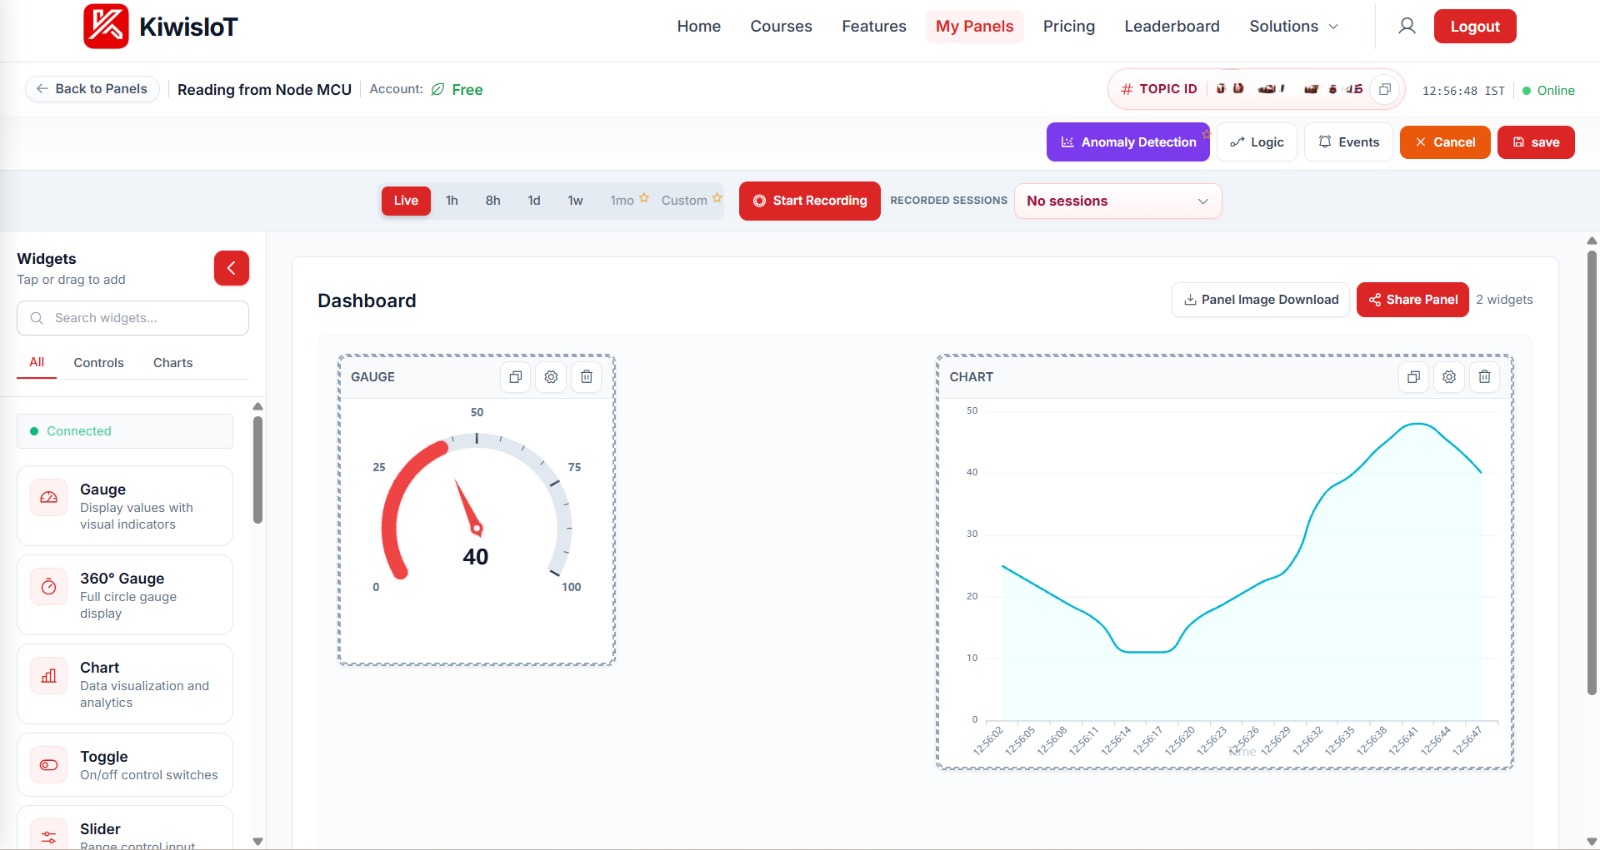 KiwisIoT
Home Courses Features My Panels Pricing Leaderboard Solutions Logout
Back to Panels Reading from Node MCU Account: Free # TOPIC ID 12:56:48 IST Online
Anomaly Detection Logic Events Cancel save
Live 1h 8h 1d 1w 1mo Custom Start Recording RECORDED SESSIONS No sessions
Widgets
Tap or drag to add
Search widgets...
All Controls Charts
Connected
Gauge
Display values with
visual indicators
360° Gauge
Full circle gauge
display
Chart
Data visualization and
analytics
Toggle
On/off control switches
Slider
Range control input
Dashboard
Panel Image Download Share Panel 2 widgets
GAUGE
50
25 75
40
0 100
CHART
50
40
30
20
10
0
12:56:02 12:56:05 12:56:08 12:56:11 12:56:14 12:56:17 12:56:20 12:56:23 12:56:26 12:56:29 12:56:32 12:56:35 12:56:38 12:56:41 12:56:44 12:56:47
Time